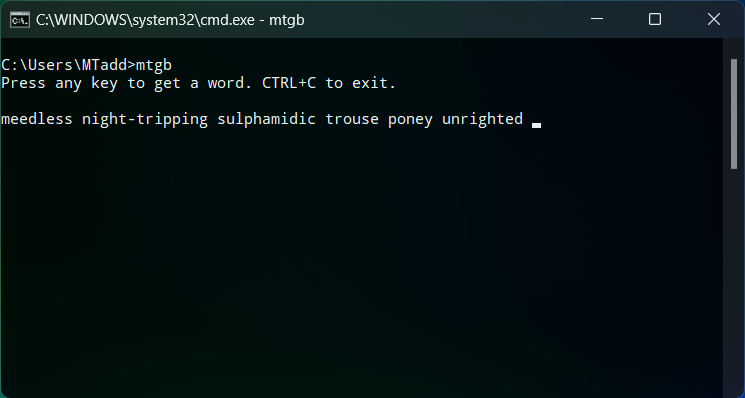 C:\WINDOWS\system32\cmd.exe - mtgb
C:\Users\MTadd>mtgb
Press any key to get a word. CTRL+C to exit.
meedless night-tripping sulphamidic trouse poney unrighted